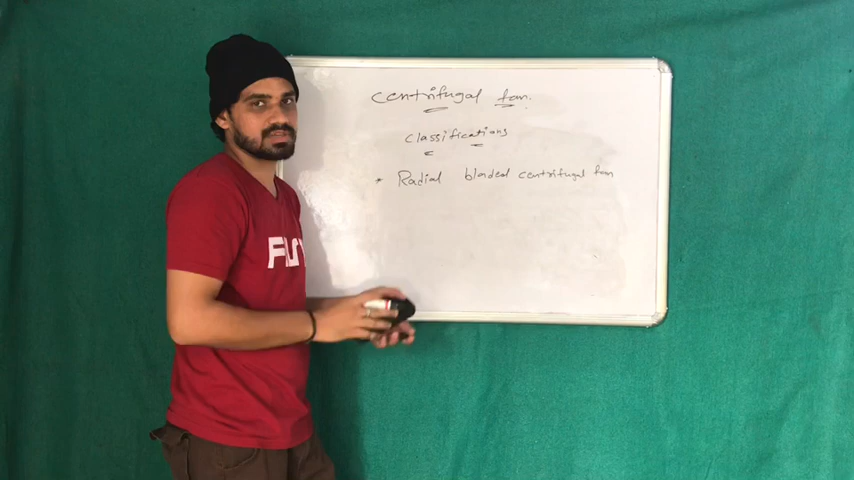 Centrifugal fan.
classifications
* Radial bladed centrifugal fan